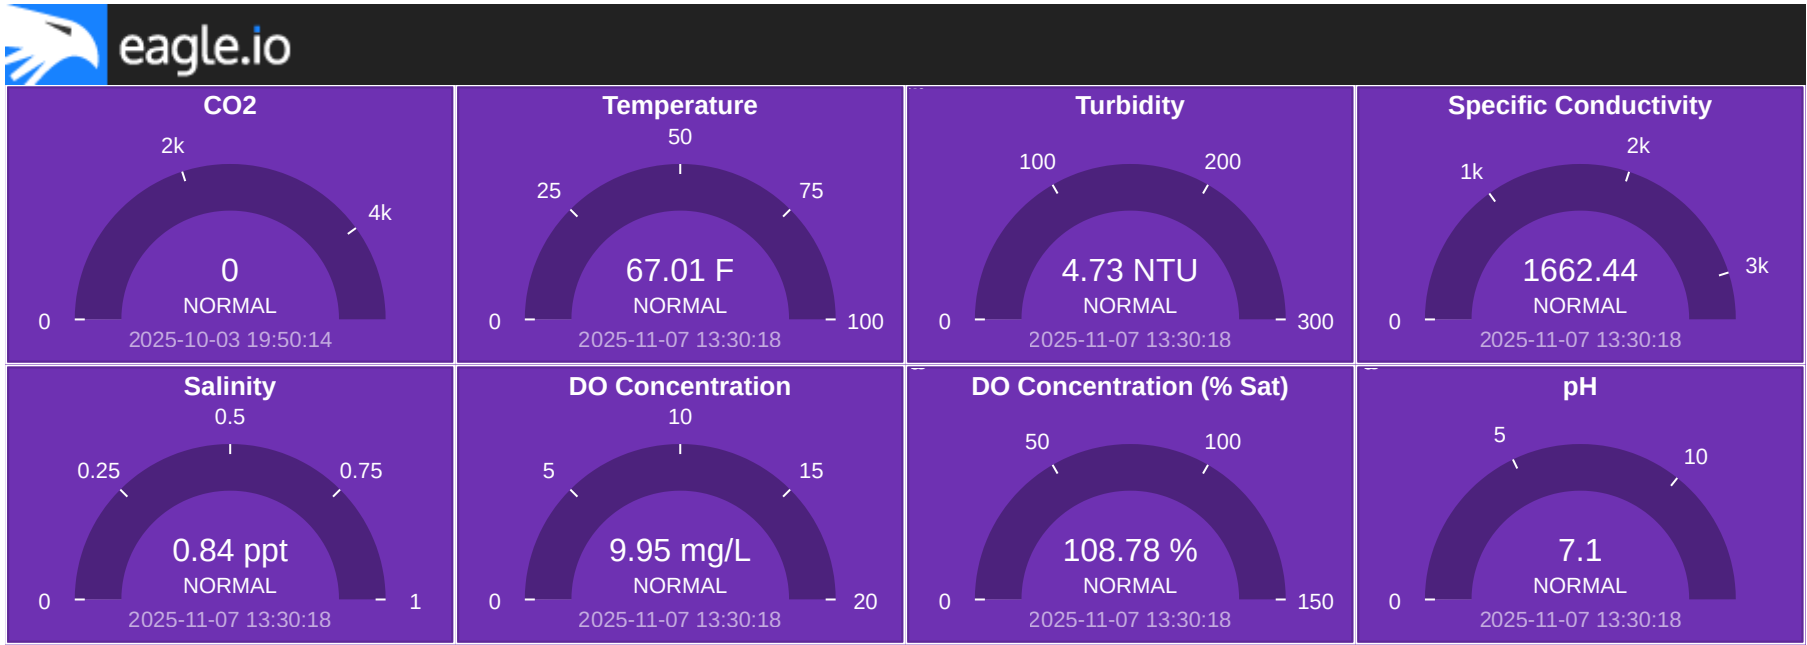 eagle.io
CO2
2k
4k
0
0
NORMAL
2025-10-03 19:50:14
Temperature
50
25
75
67.01 F
NORMAL
0
100
2025-11-07 13:30:18
Turbidity
100
200
4.73 NTU
NORMAL
0
300
2025-11-07 13:30:18
Specific Conductivity
2k
1k
3k
1662.44
NORMAL
0
2025-11-07 13:30:18
Salinity
0.5
0.25
0.75
0.84 ppt
NORMAL
0
1
2025-11-07 13:30:18
DO Concentration
10
5
15
9.95 mg/L
NORMAL
0
20
2025-11-07 13:30:18
DO Concentration (% Sat)
50
100
108.78 %
NORMAL
0
150
2025-11-07 13:30:18
pH
5
10
7.1
NORMAL
0
2025-11-07 13:30:18